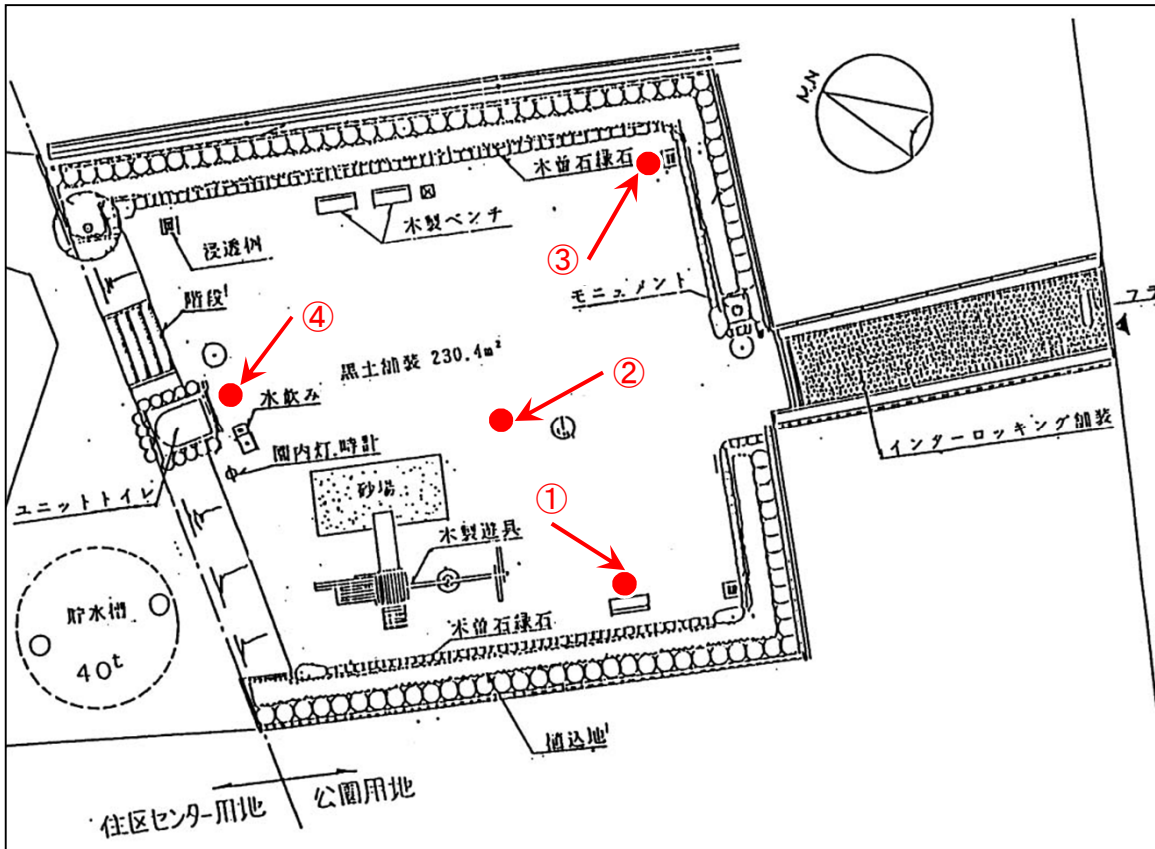 M.N
木曽石縁石
③
木製ベンチ
浸透桝
モニュメント
階段
④
黒土舗装 230.4m²
②
水飲み
園内灯.時計
インターロッキング舗装
ユニットトイレ
砂場
①
木製遊具
貯水槽
40t
木曽石縁石
植込地
住区センター用地
公園用地